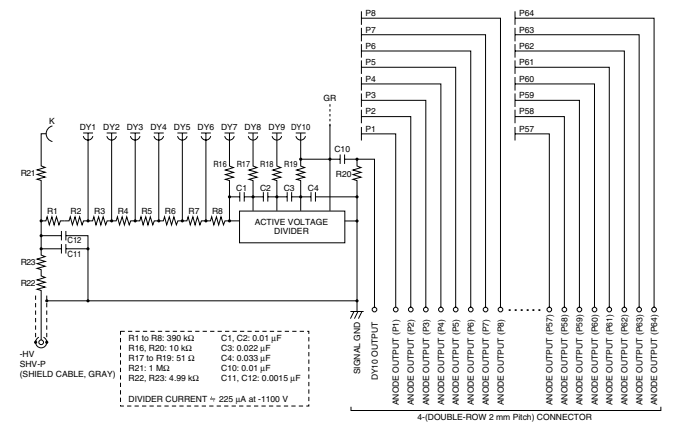 P8
P7
P6
P5
P4
P3
P2
P1
P64
P63
P62
P61
P60
P59
P58
P57
GR
K
DY1 DY2 DY3 DY4 DY5 DY6 DY7 DY8 DY9 DY10
R21
R16 R17 R18 R19
C10
R20
C1 C2 C3 C4
R1 R2 R3 R4 R5 R6 R7 R8
ACTIVE VOLTAGE
DIVIDER
C12
C11
R23
R22
-HV
SHV-P
(SHIELD CABLE, GRAY)
R1 to R8: 390 kΩ
R16, R20: 10 kΩ
R17 to R19: 51 Ω
R21: 1 MΩ
R22, R23: 4.99 kΩ
C1, C2: 0.01 μF
C3: 0.022 μF
C4: 0.033 μF
C10: 0.01 μF
C11, C12: 0.0015 μF
DIVIDER CURRENT ≒ 225 μA at -1100 V
SIGNAL GND
DY10 OUTPUT
ANODE OUTPUT (P1)
ANODE OUTPUT (P2)
ANODE OUTPUT (P3)
ANODE OUTPUT (P4)
ANODE OUTPUT (P5)
ANODE OUTPUT (P6)
ANODE OUTPUT (P7)
ANODE OUTPUT (P8)
ANODE OUTPUT (P57)
ANODE OUTPUT (P58)
ANODE OUTPUT (P59)
ANODE OUTPUT (P60)
ANODE OUTPUT (P61)
ANODE OUTPUT (P62)
ANODE OUTPUT (P63)
ANODE OUTPUT (P64)
4-(DOUBLE-ROW 2 mm Pitch) CONNECTOR